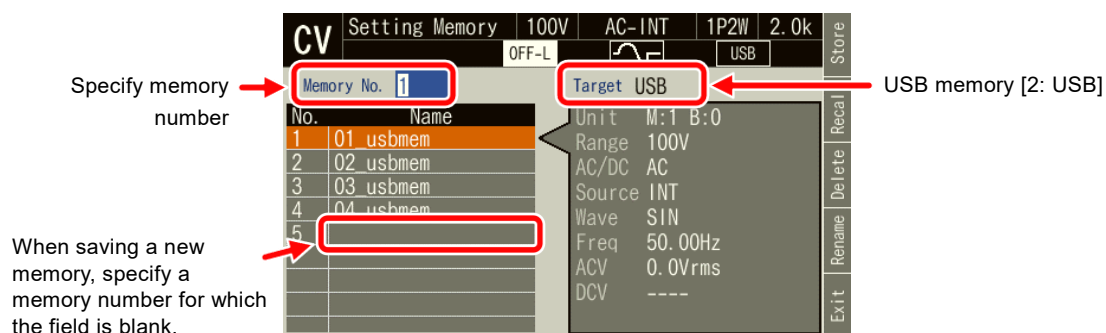 CV Setting Memory 100V AC-INT 1P2W 2.0k
OFF-L USB
Store
Specify memory
number
Memory No. 1
Target USB
USB memory [2: USB]
No. Name
1 01_usbmem
2 02_usbmem
3 03_usbmem
4 04_usbmem
5
Unit M:1 B:0
Range 100V
AC/DC AC
Source INT
Wave SIN
Freq 50.00Hz
ACV 0.0Vrms
DCV ----
Recal
Delete
Rename
Exit
When saving a new
memory, specify a
memory number for which
the field is blank.